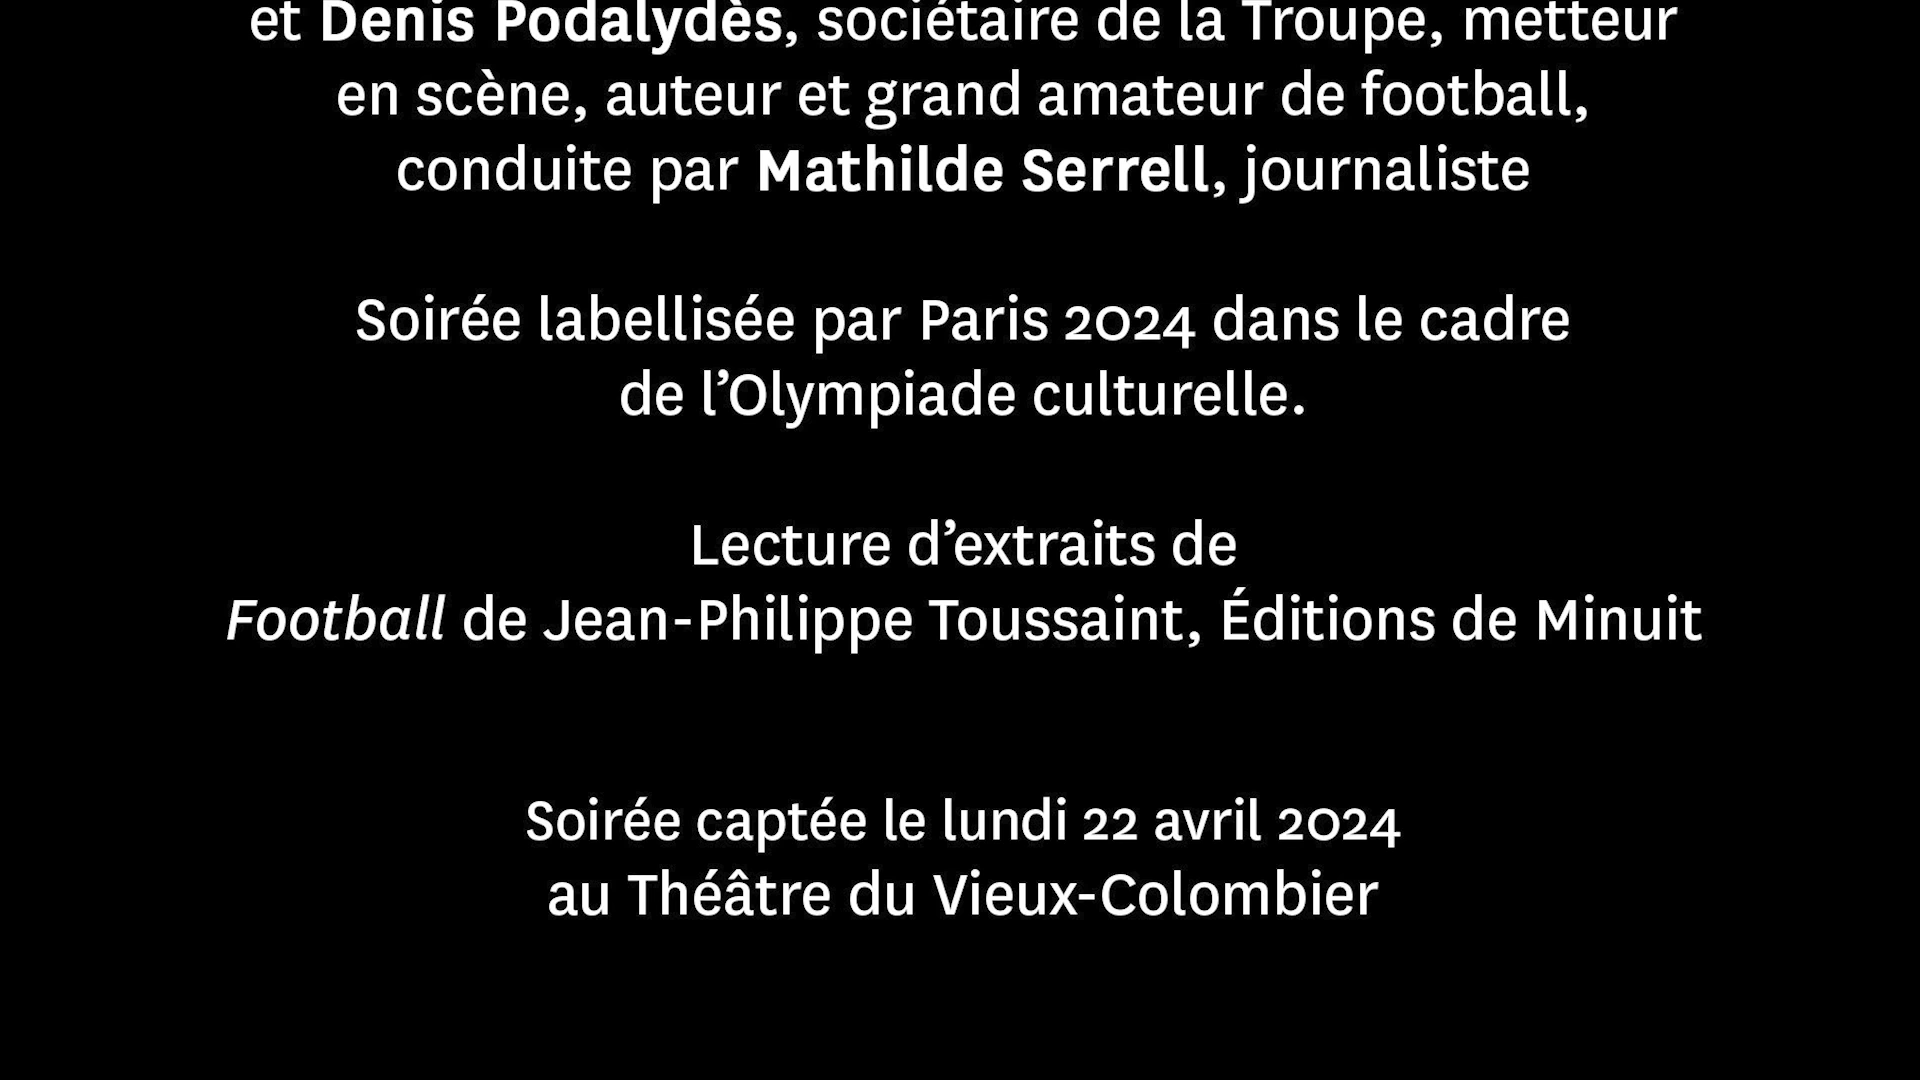 et Denis Podalydès, sociétaire de la Troupe, metteur
en scène, auteur et grand amateur de football,
conduite par Mathilde Serrell, journaliste
Soirée labellisée par Paris 2024 dans le cadre
de l’Olympiade culturelle.
Lecture d’extraits de
Football de Jean-Philippe Toussaint, Éditions de Minuit
Soirée captée le lundi 22 avril 2024
au Théâtre du Vieux-Colombier